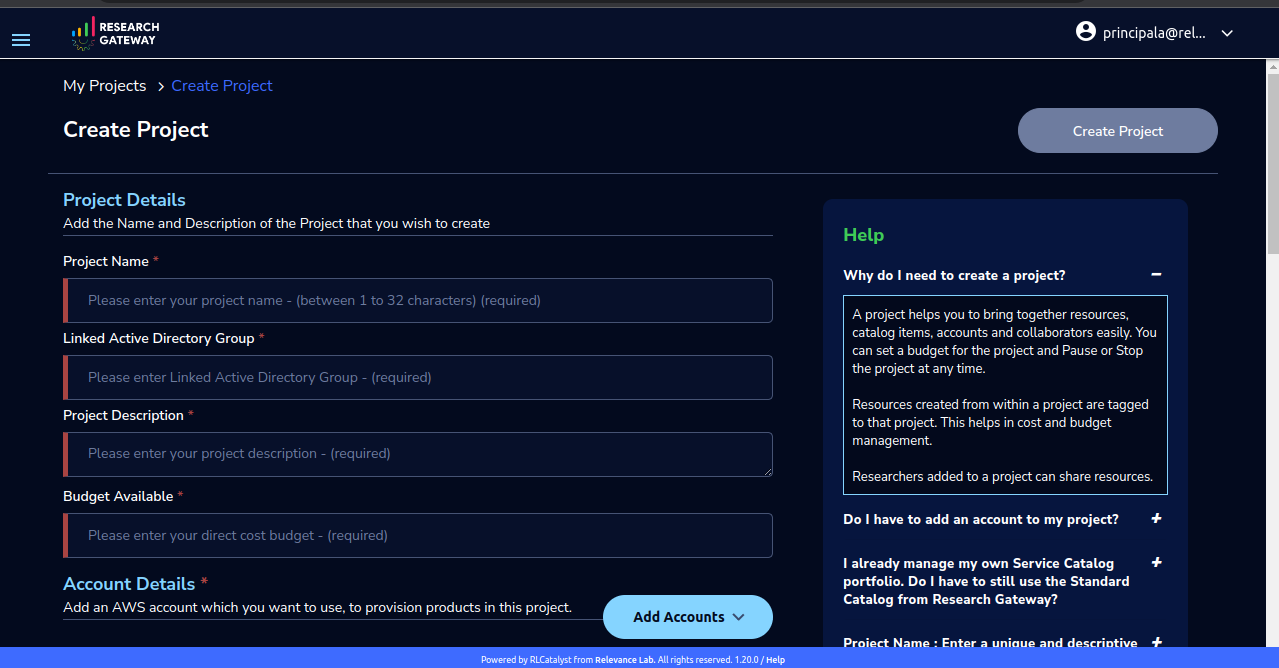 RESEARCH
GATEWAY
principala@rel...
My Projects > Create Project
Create Project
Create Project
Project Details
Add the Name and Description of the Project that you wish to create
Project Name *
Please enter your project name - (between 1 to 32 characters) (required)
Linked Active Directory Group *
Please enter Linked Active Directory Group - (required)
Project Description *
Please enter your project description - (required)
Budget Available *
Please enter your direct cost budget - (required)
Account Details *
Add an AWS account which you want to use, to provision products in this project.
Add Accounts
Help
Why do I need to create a project?
A project helps you to bring together resources,
catalog items, accounts and collaborators easily. You
can set a budget for the project and Pause or Stop
the project at any time.
Resources created from within a project are tagged
to that project. This helps in cost and budget
management.
Researchers added to a project can share resources.
Do I have to add an account to my project?
I already manage my own Service Catalog
portfolio. Do I have to still use the Standard
Catalog from Research Gateway?
Project Name : Enter a unique and descriptive
Powered by RLCatalyst from Relevance Lab. All rights reserved. 1.20.0 / Help